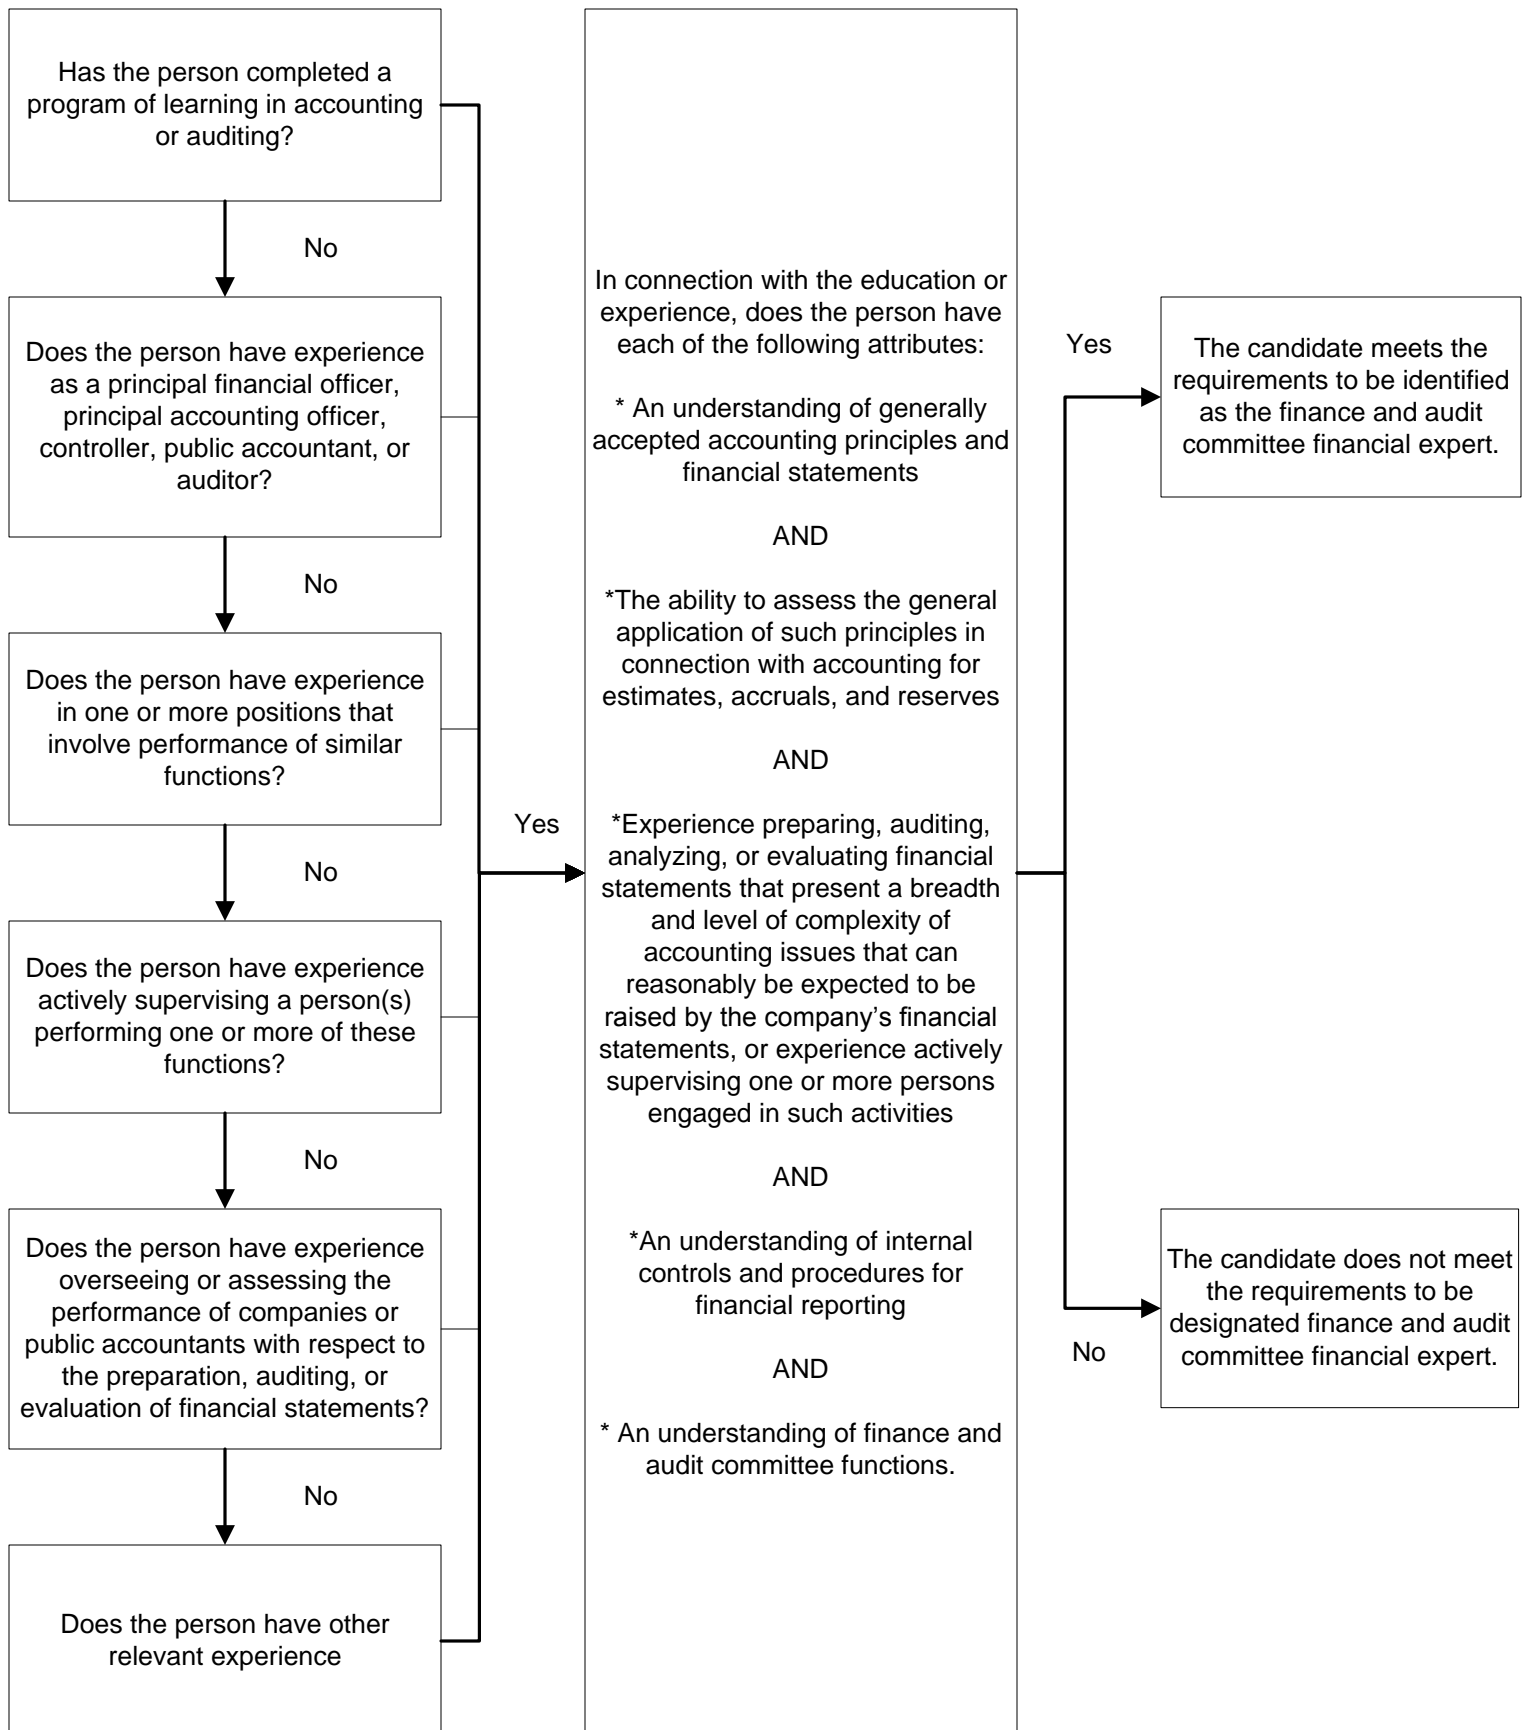 Has the person completed a
program of learning in accounting
or auditing?
No
Does the person have experience
as a principal financial officer,
principal accounting officer,
controller, public accountant, or
auditor?
No
Does the person have experience
in one or more positions that
involve performance of similar
functions?
No
Does the person have experience
actively supervising a person(s)
performing one or more of these
functions?
No
Does the person have experience
overseeing or assessing the
performance of companies or
public accountants with respect to
the preparation, auditing, or
evaluation of financial statements?
No
Does the person have other
relevant experience
Yes
In connection with the education or
experience, does the person have
each of the following attributes:
* An understanding of generally
accepted accounting principles and
financial statements
AND
*The ability to assess the general
application of such principles in
connection with accounting for
estimates, accruals, and reserves
AND
*Experience preparing, auditing,
analyzing, or evaluating financial
statements that present a breadth
and level of complexity of
accounting issues that can
reasonably be expected to be
raised by the company’s financial
statements, or experience actively
supervising one or more persons
engaged in such activities
AND
*An understanding of internal
controls and procedures for
financial reporting
AND
* An understanding of finance and
audit committee functions.
Yes
The candidate meets the
requirements to be identified
as the finance and audit
committee financial expert.
No
The candidate does not meet
the requirements to be
designated finance and audit
committee financial expert.